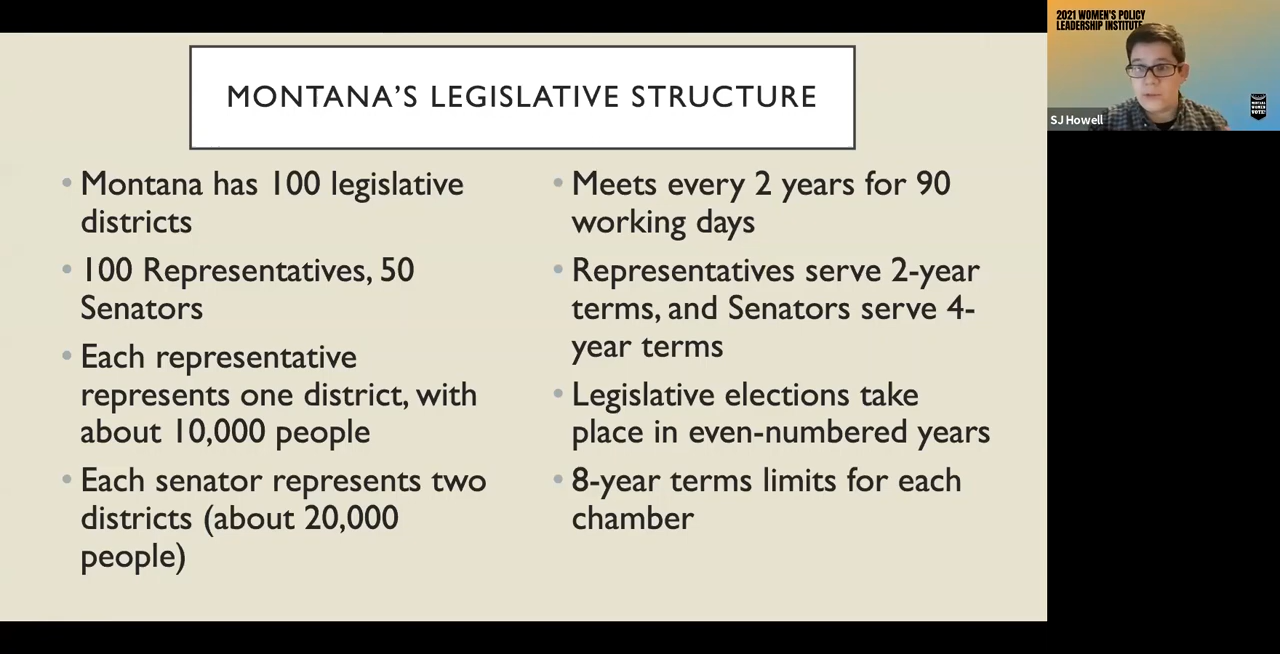 MONTANA'S LEGISLATIVE STRUCTURE
• Montana has 100 legislative
districts
• 100 Representatives, 50
Senators
• Each representative
represents one district, with
about 10,000 people
• Each senator represents two
districts (about 20,000
people)
• Meets every 2 years for 90
working days
• Representatives serve 2-year
terms, and Senators serve 4-
year terms
• Legislative elections take
place in even-numbered years
• 8-year terms limits for each
chamber
2021 WOMEN'S POLICY
LEADERSHIP INSTITUTE
SJ Howell
MONTANA
WOMEN
VOTE!